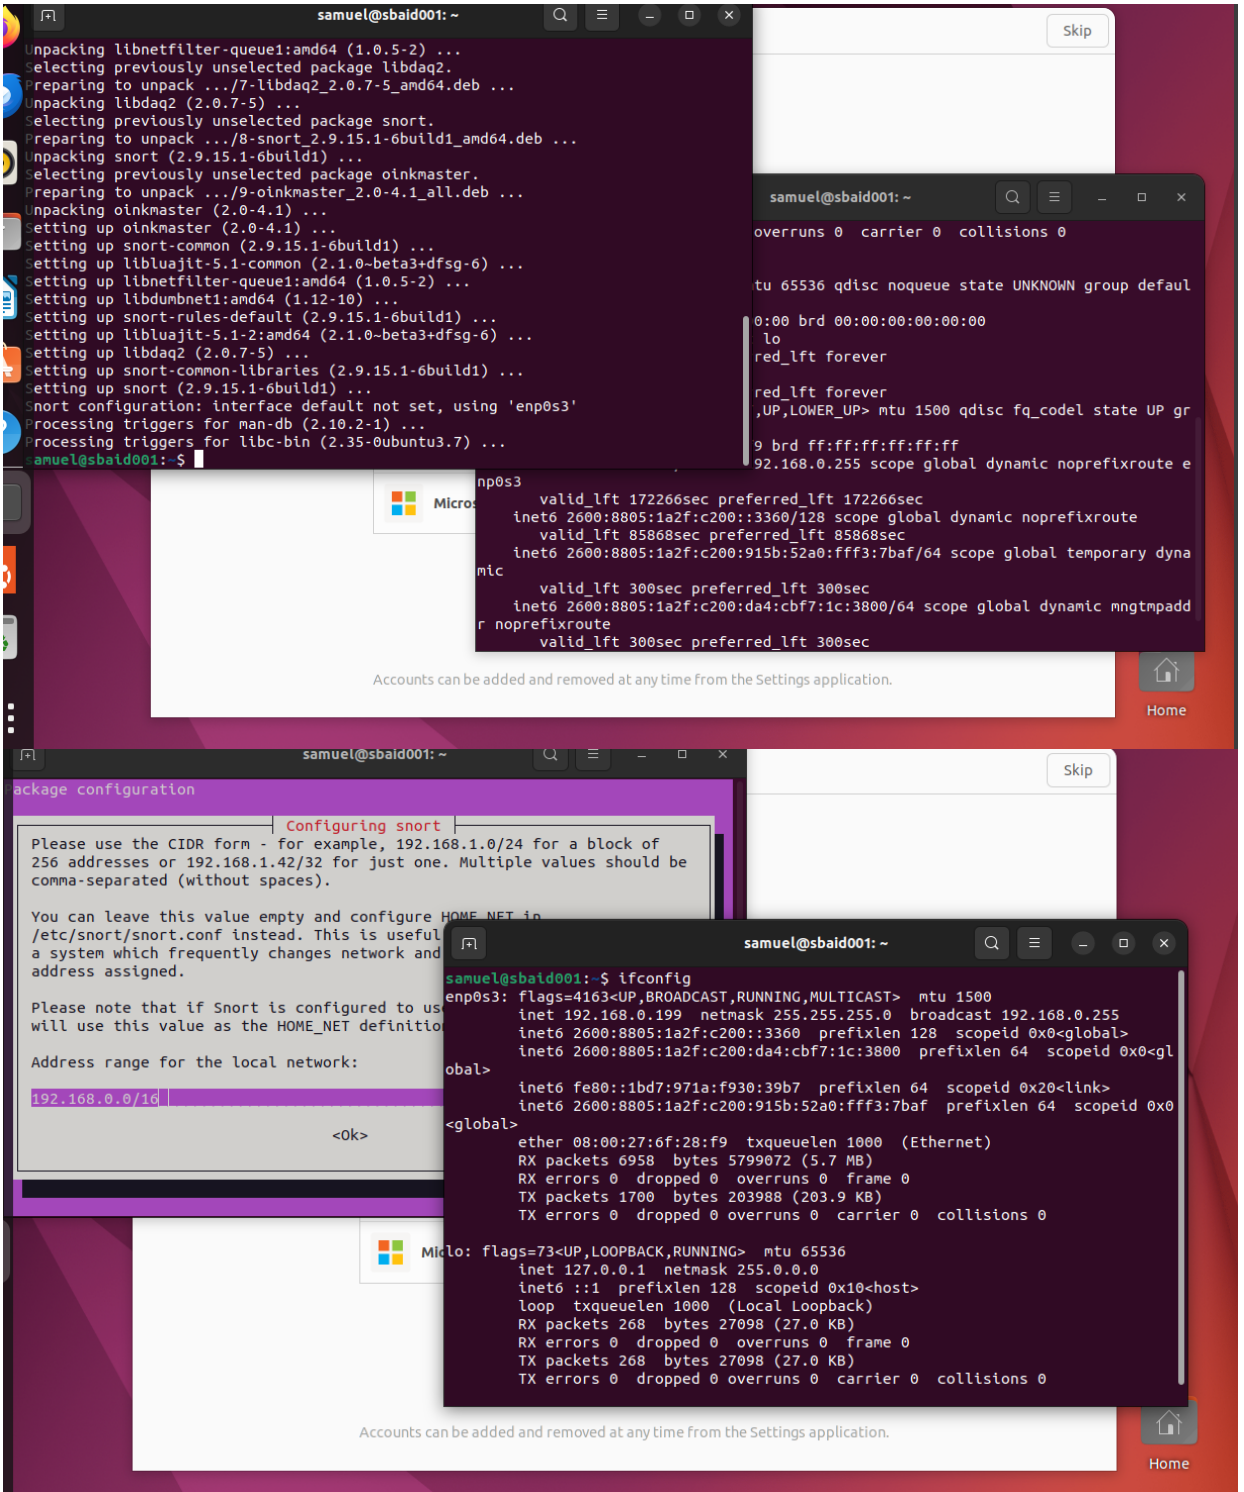 samuel@sbaid001: ~
Skip
Unpacking libnetfilter-queue1:amd64 (1.0.5-2) ...
Selecting previously unselected package libdaq2.
Preparing to unpack .../7-libdaq2_2.0.7-5_amd64.deb ...
Unpacking libdaq2 (2.0.7-5) ...
Selecting previously unselected package snort.
Preparing to unpack .../8-snort_2.9.15.1-6build1_amd64.deb ...
Unpacking snort (2.9.15.1-6build1) ...
Selecting previously unselected package oinkmaster.
Preparing to unpack .../9-oinkmaster_2.0-4.1_all.deb ...
Unpacking oinkmaster (2.0-4.1) ...
Setting up oinkmaster (2.0-4.1) ...
Setting up snort-common (2.9.15.1-6build1) ...
Setting up libluajit-5.1-common (2.1.0~beta3+dfsg-6) ...
Setting up libnetfilter-queue1:amd64 (1.0.5-2) ...
Setting up libdumbnet1:amd64 (1.12-10) ...
Setting up snort-rules-default (2.9.15.1-6build1) ...
Setting up libluajit-5.1-2:amd64 (2.1.0~beta3+dfsg-6) ...
Setting up libdaq2 (2.0.7-5) ...
Setting up snort-common-libraries (2.9.15.1-6build1) ...
Setting up snort (2.9.15.1-6build1) ...
Snort configuration: interface default not set, using 'enp0s3'
Processing triggers for man-db (2.10.2-1) ...
Processing triggers for libc-bin (2.35-0ubuntu3.7) ...
samuel@sbaid001:~$
samuel@sbaid001: ~
overruns 0 carrier 0 collisions 0
tu 65536 qdisc noqueue state UNKNOWN group defaul
0:00 brd 00:00:00:00:00:00
lo
red_lft forever
red_lft forever
,UP,LOWER_UP> mtu 1500 qdisc fq_codel state UP gr
9 brd ff:ff:ff:ff:ff:ff
92.168.0.255 scope global dynamic noprefixroute e
np0s3
valid_lft 172266sec preferred_lft 172266sec
inet6 2600:8805:1a2f:c200::3360/128 scope global dynamic noprefixroute
valid_lft 85868sec preferred_lft 85868sec
inet6 2600:8805:1a2f:c200:915b:52a0:fff3:7baf/64 scope global temporary dyna
mic
valid_lft 300sec preferred_lft 300sec
inet6 2600:8805:1a2f:c200:da4:cbf7:1c:3800/64 scope global dynamic mngtmpadd
r noprefixroute
valid_lft 300sec preferred_lft 300sec
Micros
Accounts can be added and removed at any time from the Settings application.
Home
samuel@sbaid001: ~
Skip
Package configuration
Configuring snort
Please use the CIDR form - for example, 192.168.1.0/24 for a block of
256 addresses or 192.168.1.42/32 for just one. Multiple values should be
comma-separated (without spaces).
You can leave this value empty and configure HOME_NET in
/etc/snort/snort.conf instead. This is useful
a system which frequently changes network and
address assigned.
Please note that if Snort is configured to us
will use this value as the HOME_NET definitio
Address range for the local network:
192.168.0.0/16
<Ok>
samuel@sbaid001: ~
samuel@sbaid001:~$ ifconfig
enp0s3: flags=4163<UP,BROADCAST,RUNNING,MULTICAST> mtu 1500
inet 192.168.0.199 netmask 255.255.255.0 broadcast 192.168.0.255
inet6 2600:8805:1a2f:c200::3360 prefixlen 128 scopeid 0x0<global>
inet6 2600:8805:1a2f:c200:da4:cbf7:1c:3800 prefixlen 64 scopeid 0x0<gl
obal>
inet6 fe80::1bd7:971a:f930:39b7 prefixlen 64 scopeid 0x20<link>
inet6 2600:8805:1a2f:c200:915b:52a0:fff3:7baf prefixlen 64 scopeid 0x0
<global>
ether 08:00:27:6f:28:f9 txqueuelen 1000 (Ethernet)
RX packets 6958 bytes 5799072 (5.7 MB)
RX errors 0 dropped 0 overruns 0 frame 0
TX packets 1700 bytes 203988 (203.9 KB)
TX errors 0 dropped 0 overruns 0 carrier 0 collisions 0
lo: flags=73<UP,LOOPBACK,RUNNING> mtu 65536
inet 127.0.0.1 netmask 255.0.0.0
inet6 ::1 prefixlen 128 scopeid 0x10<host>
loop txqueuelen 1000 (Local Loopback)
RX packets 268 bytes 27098 (27.0 KB)
RX errors 0 dropped 0 overruns 0 frame 0
TX packets 268 bytes 27098 (27.0 KB)
TX errors 0 dropped 0 overruns 0 carrier 0 collisions 0
Mic
Accounts can be added and removed at any time from the Settings application.
Home